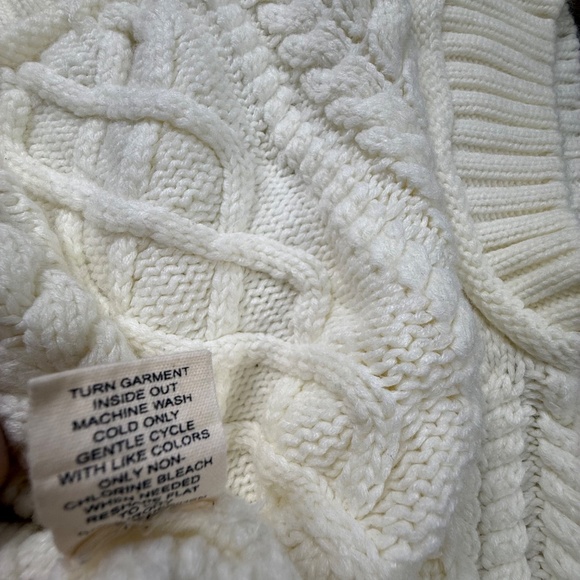 TURN GARMENT
INSIDE OUT
MACHINE WASH
COLD ONLY
GENTLE CYCLE
WITH LIKE COLORS
ONLY NON-
CHLORINE BLEACH
WHEN NEEDED
FLAT